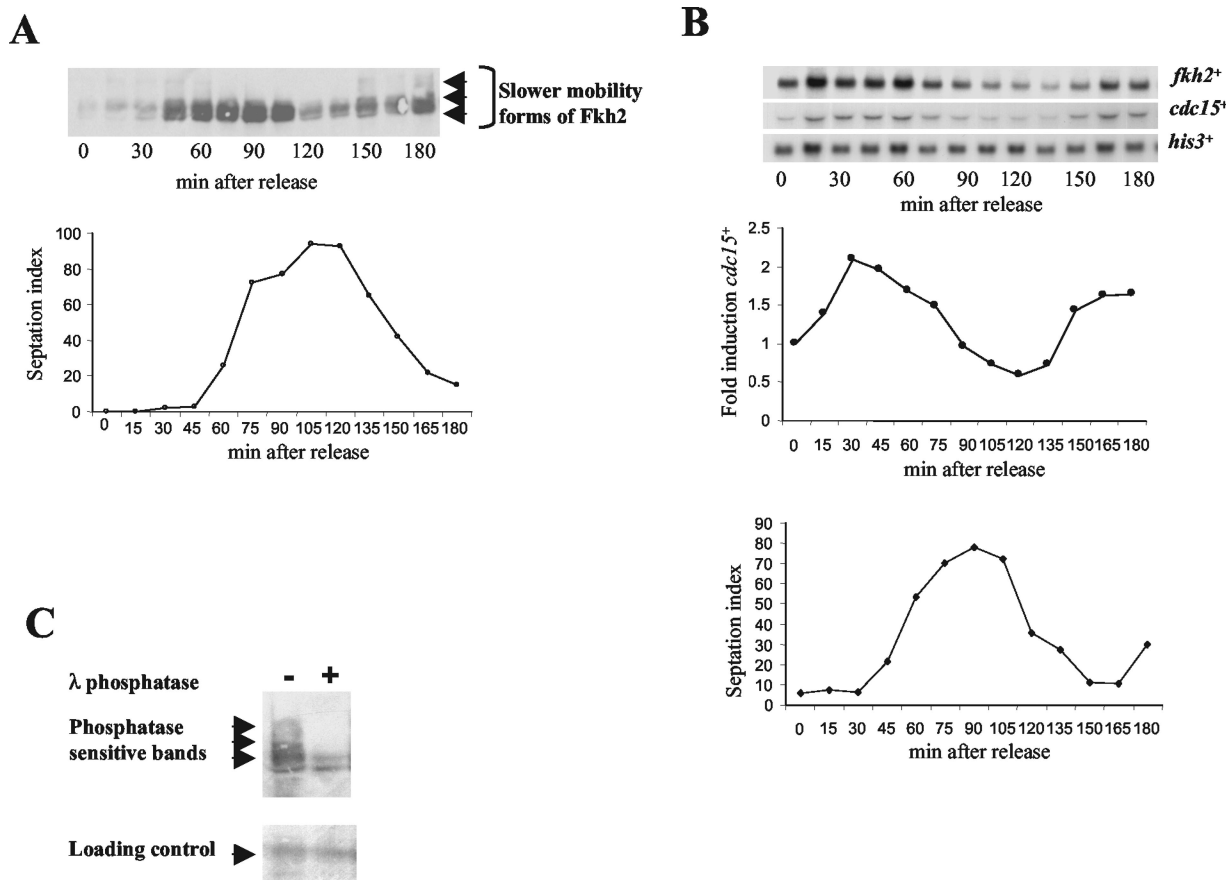 A
Slower mobility
forms of Fkh2
0 30 60 90 120 150 180
min after release
100
80
60
40
20
0
Septation index
0 15 30 45 60 75 90 105 120 135 150 165 180
min after release
B
fkh2+
cdc15+
his3+
0 30 60 90 120 150 180
min after release
2.5
2
1.5
1
0.5
0
Fold induction cdc15+
0 15 30 45 60 75 90 105 120 135 150 165 180
min after release
90
80
70
60
50
40
30
20
10
0
Septation index
0 15 30 45 60 75 90 105 120 135 150 165 180
min after release
C
λ phosphatase - +
Phosphatase
sensitive bands
Loading control